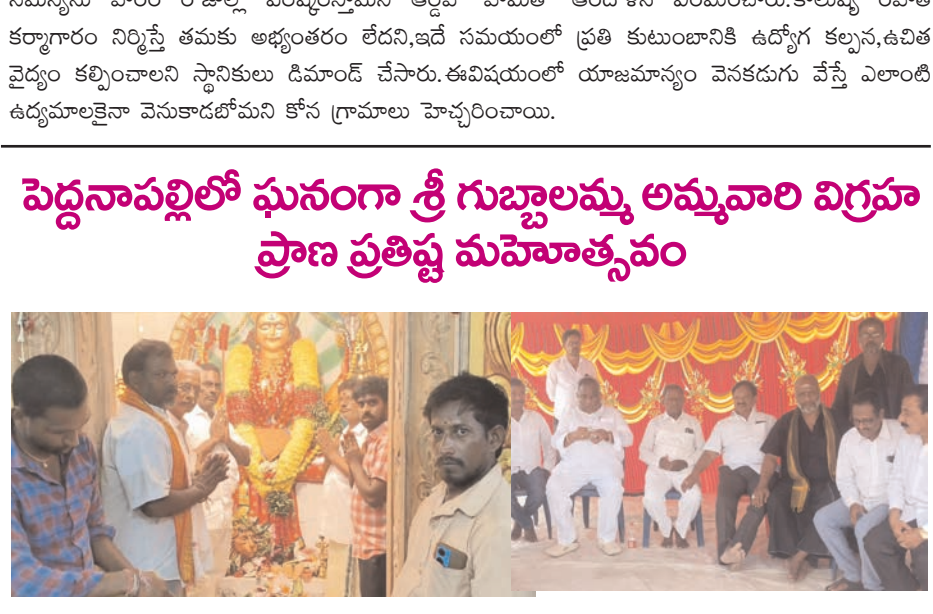 కర్మాగారం నిర్మిస్తే తమకు అభ్యంతరం లేదని,ఇదే సమయంలో ప్రతి కుటుంబానికి ఉద్యోగ కల్పన,ఉచిత
వైద్యం కల్పించాలని స్థానికులు డిమాండ్ చేసారు.ఈవిషయంలో యాజమాన్యం వెనకడుగు వేస్తే ఎలాంటి
ఉద్యమాలకైనా వెనుకాడబోమని కోన గ్రామాలు హెచ్చరించాయి.
పెద్దనాపల్లిలో ఘనంగా శ్రీ గుబ్బాలమ్మ అమ్మవారి విగ్రహ
ప్రాణ ప్రతిష్ట మహోత్సవం